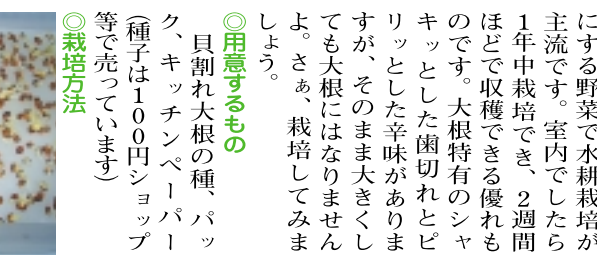 にする野菜で水耕栽培が
主流です。室内でしたら
1年中栽培でき、2週間
ほどで収穫できる優れも
のです。大根特有のシャ
キッとした歯切れとピ
リッとした辛味がありま
すが、そのまま大きくし
ても大根にはなりません
よ。さぁ、栽培してみま
しょう。
◎用意するもの
貝割れ大根の種、パッ
ク、キッチンペーパー
(種子は100円ショップ
等で売っています)
◎栽培方法